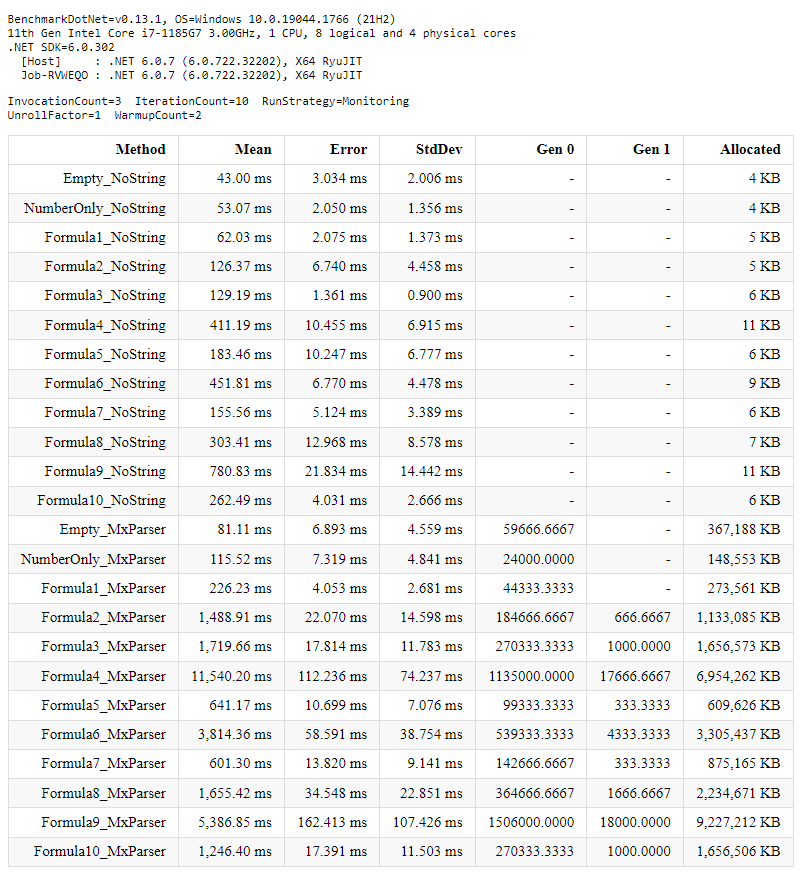 BenchmarkDotNet=v0.13.1, OS=Windows 10.0.19044.1766 (21H2)
11th Gen Intel Core i7-1185G7 3.00GHz, 1 CPU, 8 logical and 4 physical cores
.NET SDK=6.0.302
[Host]     : .NET 6.0.7 (6.0.722.32202), X64 RyuJIT
Job-RVWEQO : .NET 6.0.7 (6.0.722.32202), X64 RyuJIT
InvocationCount=3  IterationCount=10  RunStrategy=Monitoring
UnrollFactor=1  WarmupCount=2
Method Mean Error StdDev Gen 0 Gen 1 Allocated
Empty_NoString 43.00 ms 3.034 ms 2.006 ms - - 4 KB
NumberOnly_NoString 53.07 ms 2.050 ms 1.356 ms - - 4 KB
Formula1_NoString 62.03 ms 2.075 ms 1.373 ms - - 5 KB
Formula2_NoString 126.37 ms 6.740 ms 4.458 ms - - 5 KB
Formula3_NoString 129.19 ms 1.361 ms 0.900 ms - - 6 KB
Formula4_NoString 411.19 ms 10.455 ms 6.915 ms - - 11 KB
Formula5_NoString 183.46 ms 10.247 ms 6.777 ms - - 6 KB
Formula6_NoString 451.81 ms 6.770 ms 4.478 ms - - 9 KB
Formula7_NoString 155.56 ms 5.124 ms 3.389 ms - - 6 KB
Formula8_NoString 303.41 ms 12.968 ms 8.578 ms - - 7 KB
Formula9_NoString 780.83 ms 21.834 ms 14.442 ms - - 11 KB
Formula10_NoString 262.49 ms 4.031 ms 2.666 ms - - 6 KB
Empty_MxParser 81.11 ms 6.893 ms 4.559 ms 59666.6667 - 367,188 KB
NumberOnly_MxParser 115.52 ms 7.319 ms 4.841 ms 24000.0000 - 148,553 KB
Formula1_MxParser 226.23 ms 4.053 ms 2.681 ms 44333.3333 - 273,561 KB
Formula2_MxParser 1,488.91 ms 22.070 ms 14.598 ms 184666.6667 666.6667 1,133,085 KB
Formula3_MxParser 1,719.66 ms 17.814 ms 11.783 ms 270333.3333 1000.0000 1,656,573 KB
Formula4_MxParser 11,540.20 ms 112.236 ms 74.237 ms 1135000.0000 17666.6667 6,954,262 KB
Formula5_MxParser 641.17 ms 10.699 ms 7.076 ms 99333.3333 333.3333 609,626 KB
Formula6_MxParser 3,814.36 ms 58.591 ms 38.754 ms 539333.3333 4333.3333 3,305,437 KB
Formula7_MxParser 601.30 ms 13.820 ms 9.141 ms 142666.6667 333.3333 875,165 KB
Formula8_MxParser 1,655.42 ms 34.548 ms 22.851 ms 364666.6667 1666.6667 2,234,671 KB
Formula9_MxParser 5,386.85 ms 162.413 ms 107.426 ms 1506000.0000 18000.0000 9,227,212 KB
Formula10_MxParser 1,246.40 ms 17.391 ms 11.503 ms 270333.3333 1000.0000 1,656,506 KB